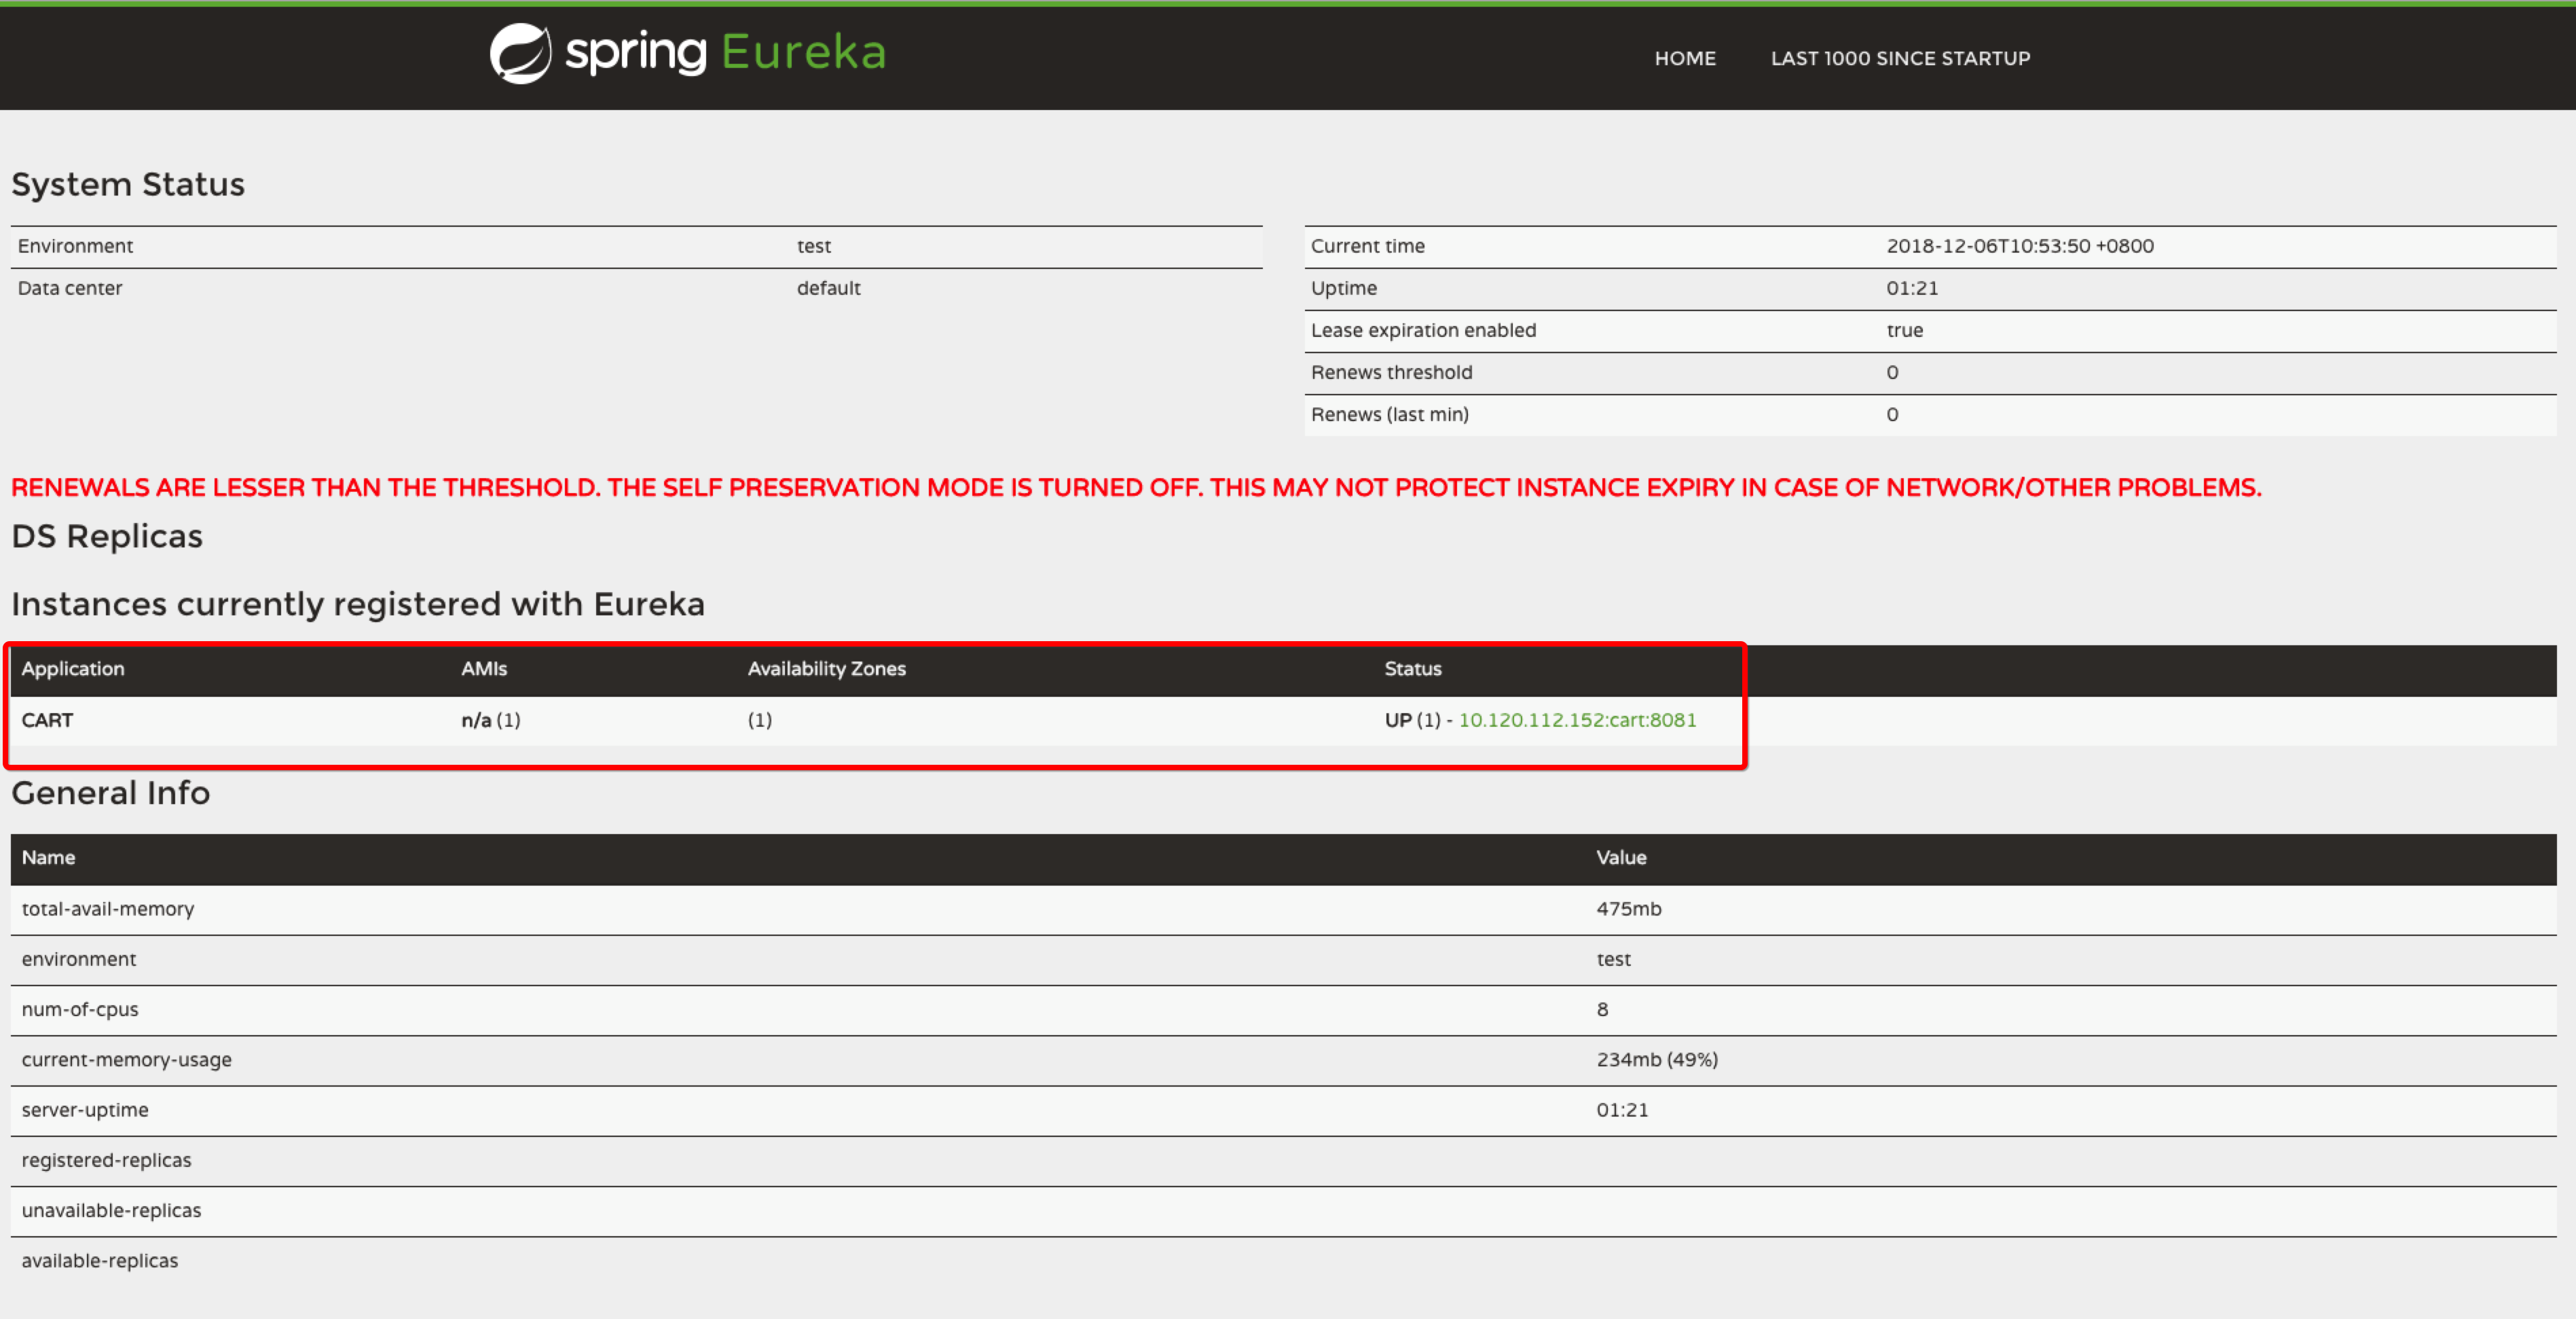 spring Eureka
HOME LAST 1000 SINCE STARTUP
System Status
Environment test
Data center default
Current time 2018-12-06T10:53:50 +0800
Uptime 01:21
Lease expiration enabled true
Renews threshold 0
Renews (last min) 0
RENEWALS ARE LESSER THAN THE THRESHOLD. THE SELF PRESERVATION MODE IS TURNED OFF. THIS MAY NOT PROTECT INSTANCE EXPIRY IN CASE OF NETWORK/OTHER PROBLEMS.
DS Replicas
Instances currently registered with Eureka
Application AMIs Availability Zones Status
CART n/a (1) (1) UP (1) - 10.120.112.152:cart:8081
General Info
Name Value
total-avail-memory 475mb
environment test
num-of-cpus 8
current-memory-usage 234mb (49%)
server-uptime 01:21
registered-replicas
unavailable-replicas
available-replicas